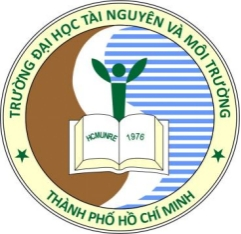 TRƯỜNG ĐẠI HỌC TÀI NGUYÊN VÀ MÔI TRƯỜNG
HCMUNRE 1976
THÀNH PHỐ HỒ CHÍ MINH